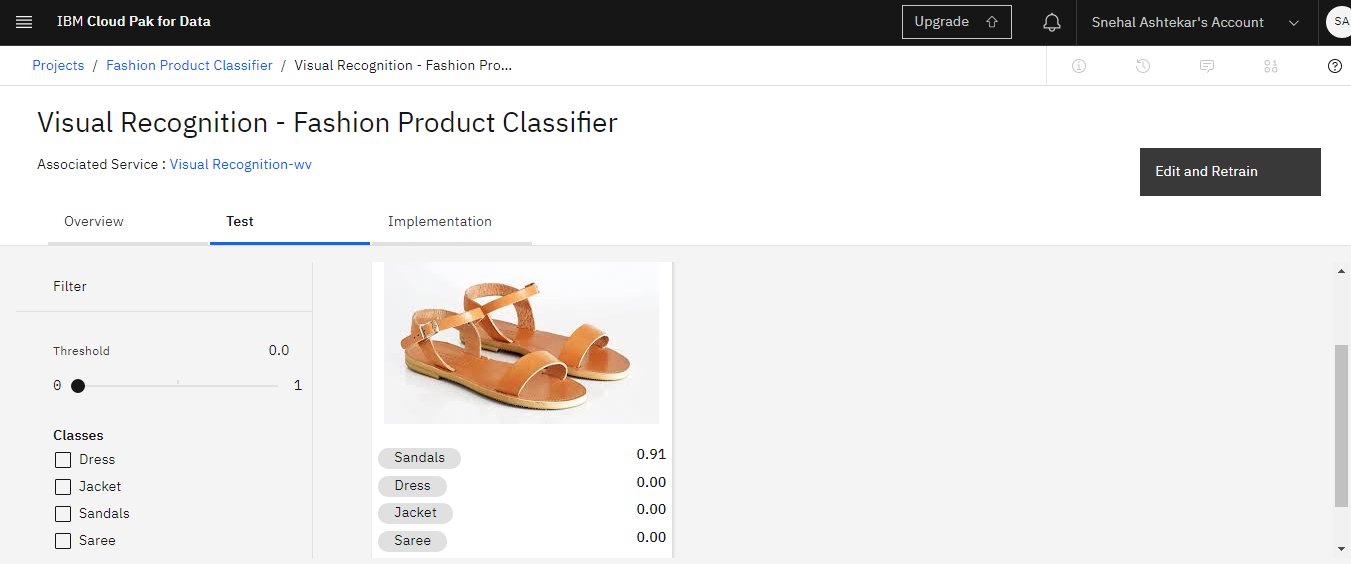 IBM Cloud Pak for Data
Upgrade
Snehal Ashtekar's Account
SA
Projects / Fashion Product Classifier / Visual Recognition - Fashion Pro...
Visual Recognition - Fashion Product Classifier
Associated Service : Visual Recognition-wv
Edit and Retrain
Overview
Test
Implementation
Filter
Threshold 0.0
0 1
Classes
Dress
Jacket
Sandals
Saree
Sandals 0.91
Dress 0.00
Jacket 0.00
Saree 0.00